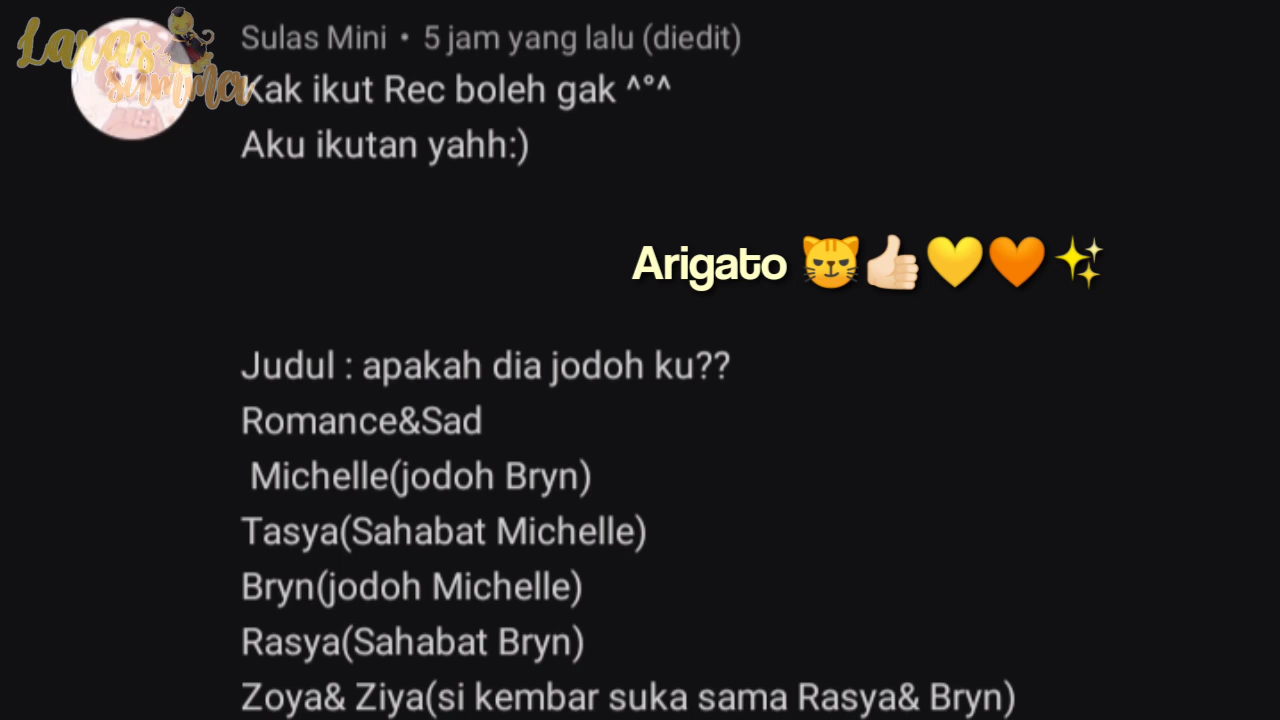 Laras
summer
Sulas Mini • 5 jam yang lalu (diedit)
Kak ikut Rec boleh gak ^°^
Aku ikutan yahh:)
Arigato 😼👍🏻💛🧡✨
Judul : apakah dia jodoh ku??
Romance&Sad
Michelle(jodoh Bryn)
Tasya(Sahabat Michelle)
Bryn(jodoh Michelle)
Rasya(Sahabat Bryn)
Zoya& Ziya(si kembar suka sama Rasya& Bryn)